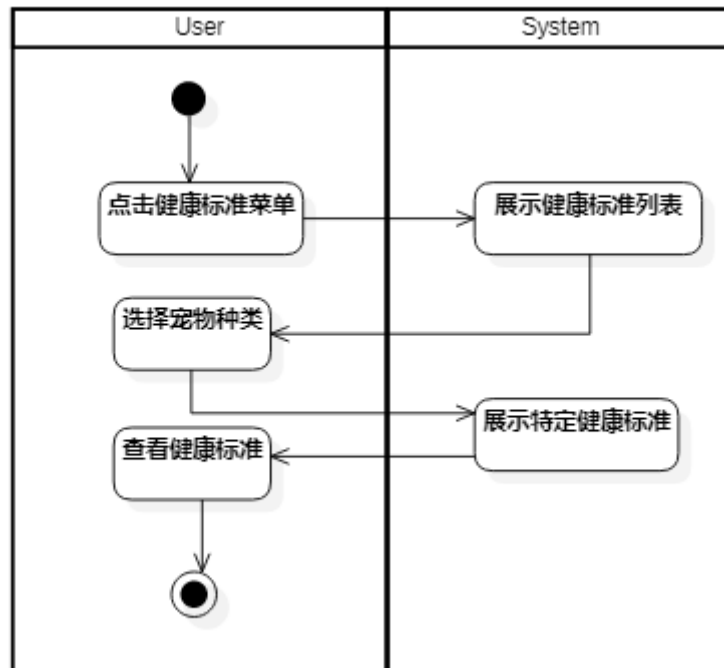 User
System
点击健康标准菜单
展示健康标准列表
选择宠物种类
展示特定健康标准
查看健康标准